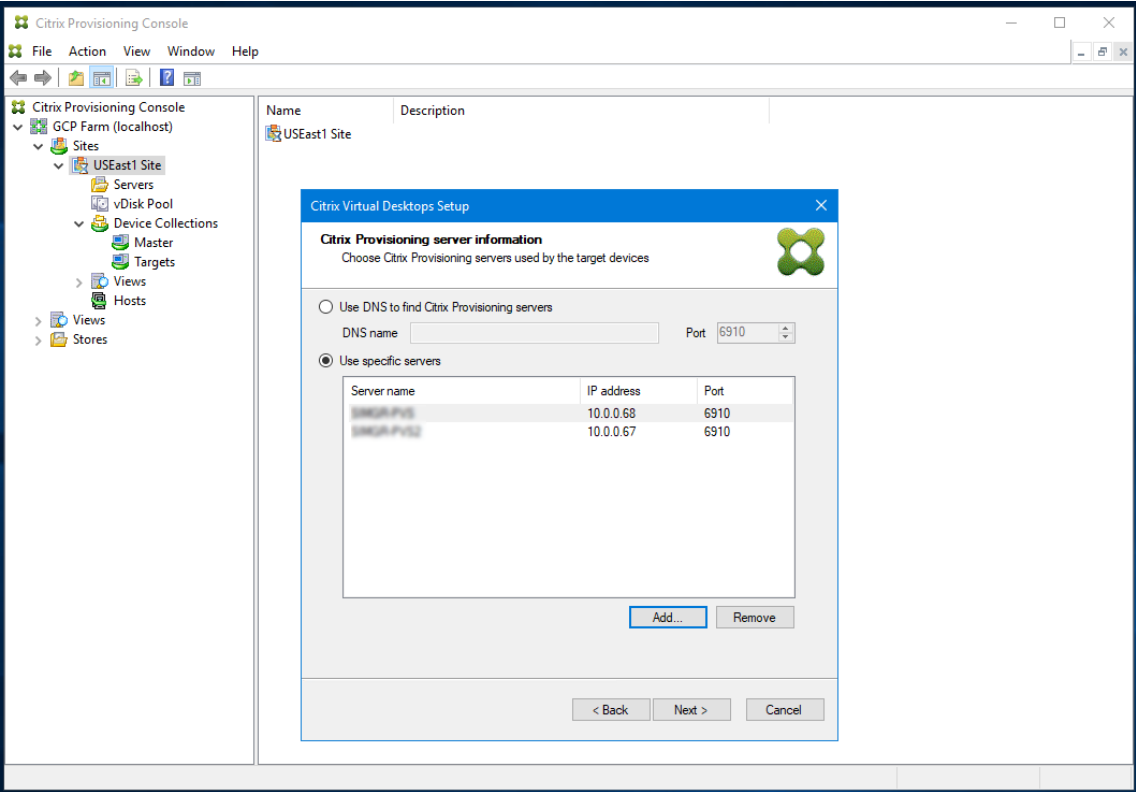 Citrix Provisioning Console
File Action View Window Help
Citrix Provisioning Console
GCP Farm (localhost)
Sites
USEast1 Site
Servers
vDisk Pool
Device Collections
Master
Targets
Views
Hosts
Views
Stores
Name Description
USEast1 Site
Citrix Virtual Desktops Setup
Citrix Provisioning server information
Choose Citrix Provisioning servers used by the target devices
Use DNS to find Citrix Provisioning servers
DNS name Port 6910
Use specific servers
Server name IP address Port
10.0.0.68 6910
10.0.0.67 6910
Add... Remove
< Back Next > Cancel